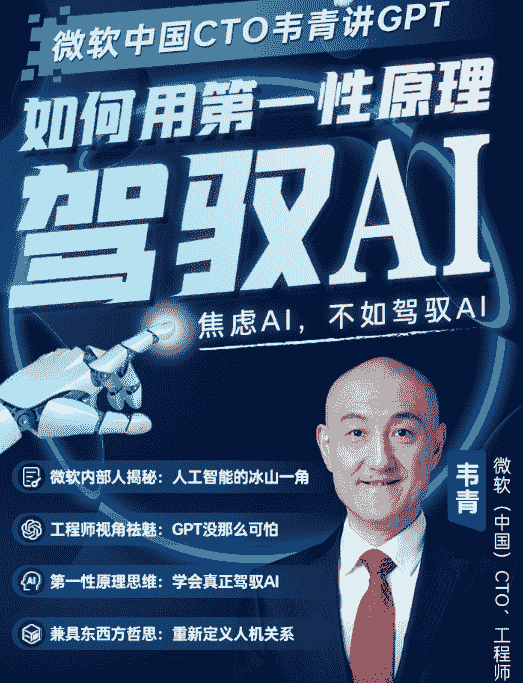 微软中国CTO韦青讲GPT
如何用第一性原理
驾驭AI
焦虑AI，不如驾驭AI
微软内部人揭秘：人工智能的冰山一角
工程师视角祛魅：GPT没那么可怕
AI
第一性原理思维：学会真正驾驭AI
兼具东西方哲思：重新定义人机关系
韦青
微软（中国）CTO、工程师